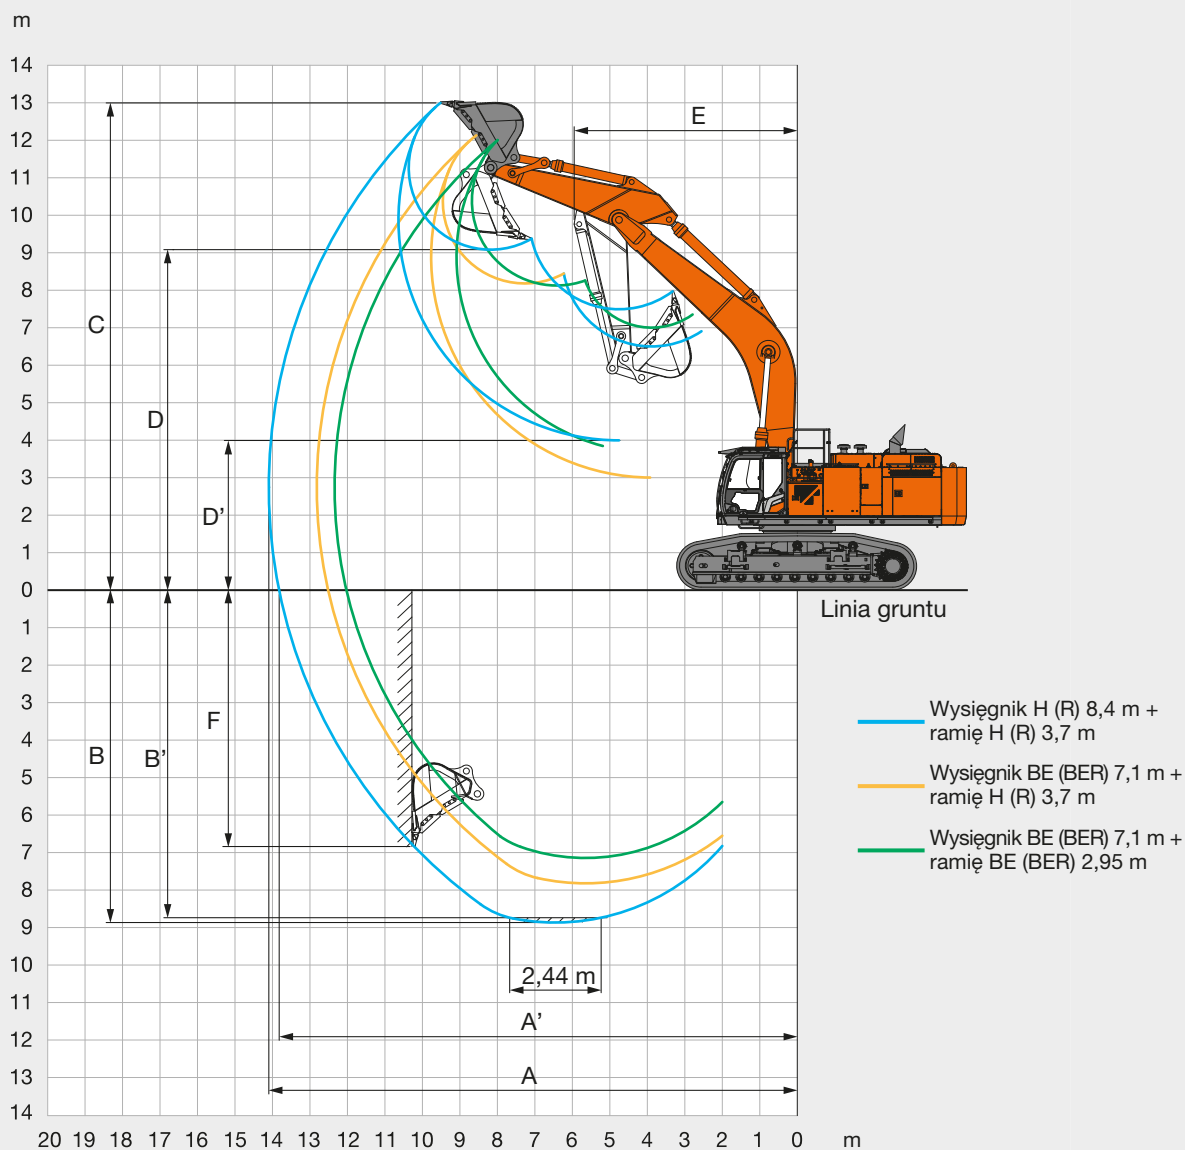 m
14
13
12
11
10
9
8
7
6
5
4
3
2
1
0
1
2
3
4
5
6
7
8
9
10
11
12
13
14
E
C
D
D’
Linia gruntu
F
B
B’
2,44 m
A’
A
Wysięgnik H (R) 8,4 m +
ramię H (R) 3,7 m
Wysięgnik BE (BER) 7,1 m +
ramię H (R) 3,7 m
Wysięgnik BE (BER) 7,1 m +
ramię BE (BER) 2,95 m
20 19 18 17 16 15 14 13 12 11 10 9 8 7 6 5 4 3 2 1 0 m